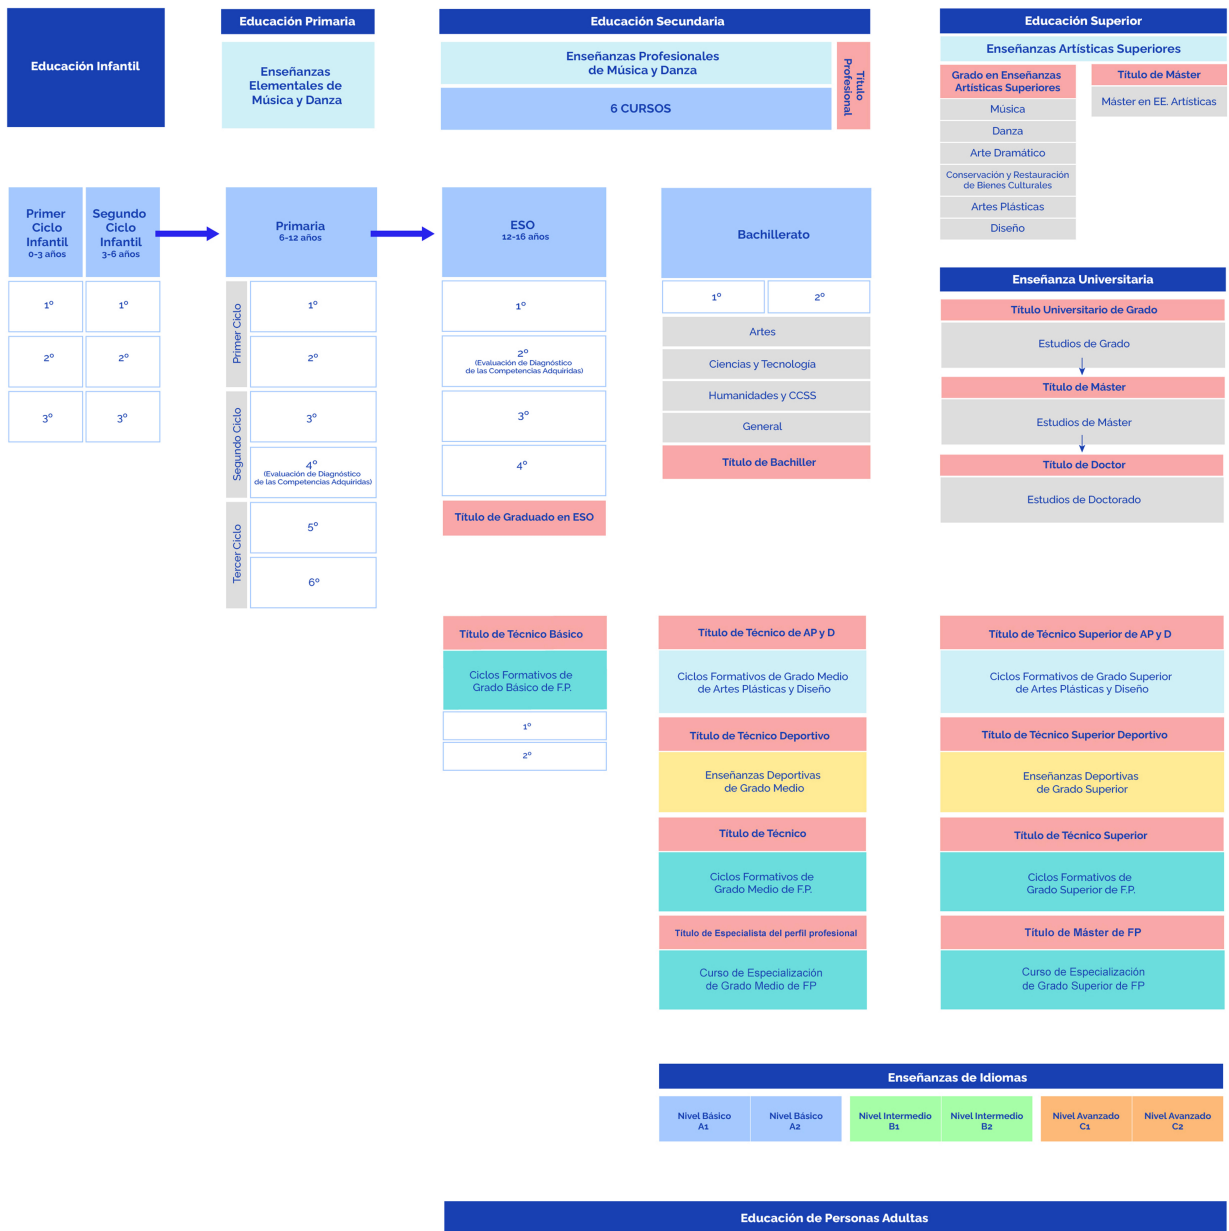 Educación Infantil
Educación Primaria
Enseñanzas
Elementales de
Música y Danza
Educación Secundaria
Enseñanzas Profesionales
de Música y Danza
6 CURSOS
Título
Profesional
Educación Superior
Enseñanzas Artísticas Superiores
Grado en Enseñanzas
Artísticas Superiores
Música
Danza
Arte Dramático
Conservación y Restauración
de Bienes Culturales
Artes Plásticas
Diseño
Título de Máster
Máster en EE. Artísticas
Primer
Ciclo
Infantil
0-3 años
1º
2º
3º
Segundo
Ciclo
Infantil
3-6 años
1º
2º
3º
Primaria
6-12 años
Primer Ciclo
1º
2º
Segundo Ciclo
3º
4º
(Evaluación de Diagnóstico
de las Competencias Adquiridas)
Tercer Ciclo
5º
6º
ESO
12-16 años
1º
2º
(Evaluación de Diagnóstico
de las Competencias Adquiridas)
3º
4º
Título de Graduado en ESO
Bachillerato
1º
2º
Artes
Ciencias y Tecnología
Humanidades y CCSS
General
Título de Bachiller
Enseñanza Universitaria
Título Universitario de Grado
Estudios de Grado
Título de Máster
Estudios de Máster
Título de Doctor
Estudios de Doctorado
Título de Técnico Básico
Ciclos Formativos de
Grado Básico de F.P.
1º
2º
Título de Técnico de AP y D
Ciclos Formativos de Grado Medio
de Artes Plásticas y Diseño
Título de Técnico Deportivo
Enseñanzas Deportivas
de Grado Medio
Título de Técnico
Ciclos Formativos de
Grado Medio de F.P.
Título de Especialista del perfil profesional
Curso de Especialización
de Grado Medio de FP
Título de Técnico Superior de AP y D
Ciclos Formativos de Grado Superior
de Artes Plásticas y Diseño
Título de Técnico Superior Deportivo
Enseñanzas Deportivas
de Grado Superior
Título de Técnico Superior
Ciclos Formativos de
Grado Superior de F.P.
Título de Máster de FP
Curso de Especialización
de Grado Superior de FP
Enseñanzas de Idiomas
Nivel Básico
A1
Nivel Básico
A2
Nivel Intermedio
B1
Nivel Intermedio
B2
Nivel Avanzado
C1
Nivel Avanzado
C2
Educación de Personas Adultas